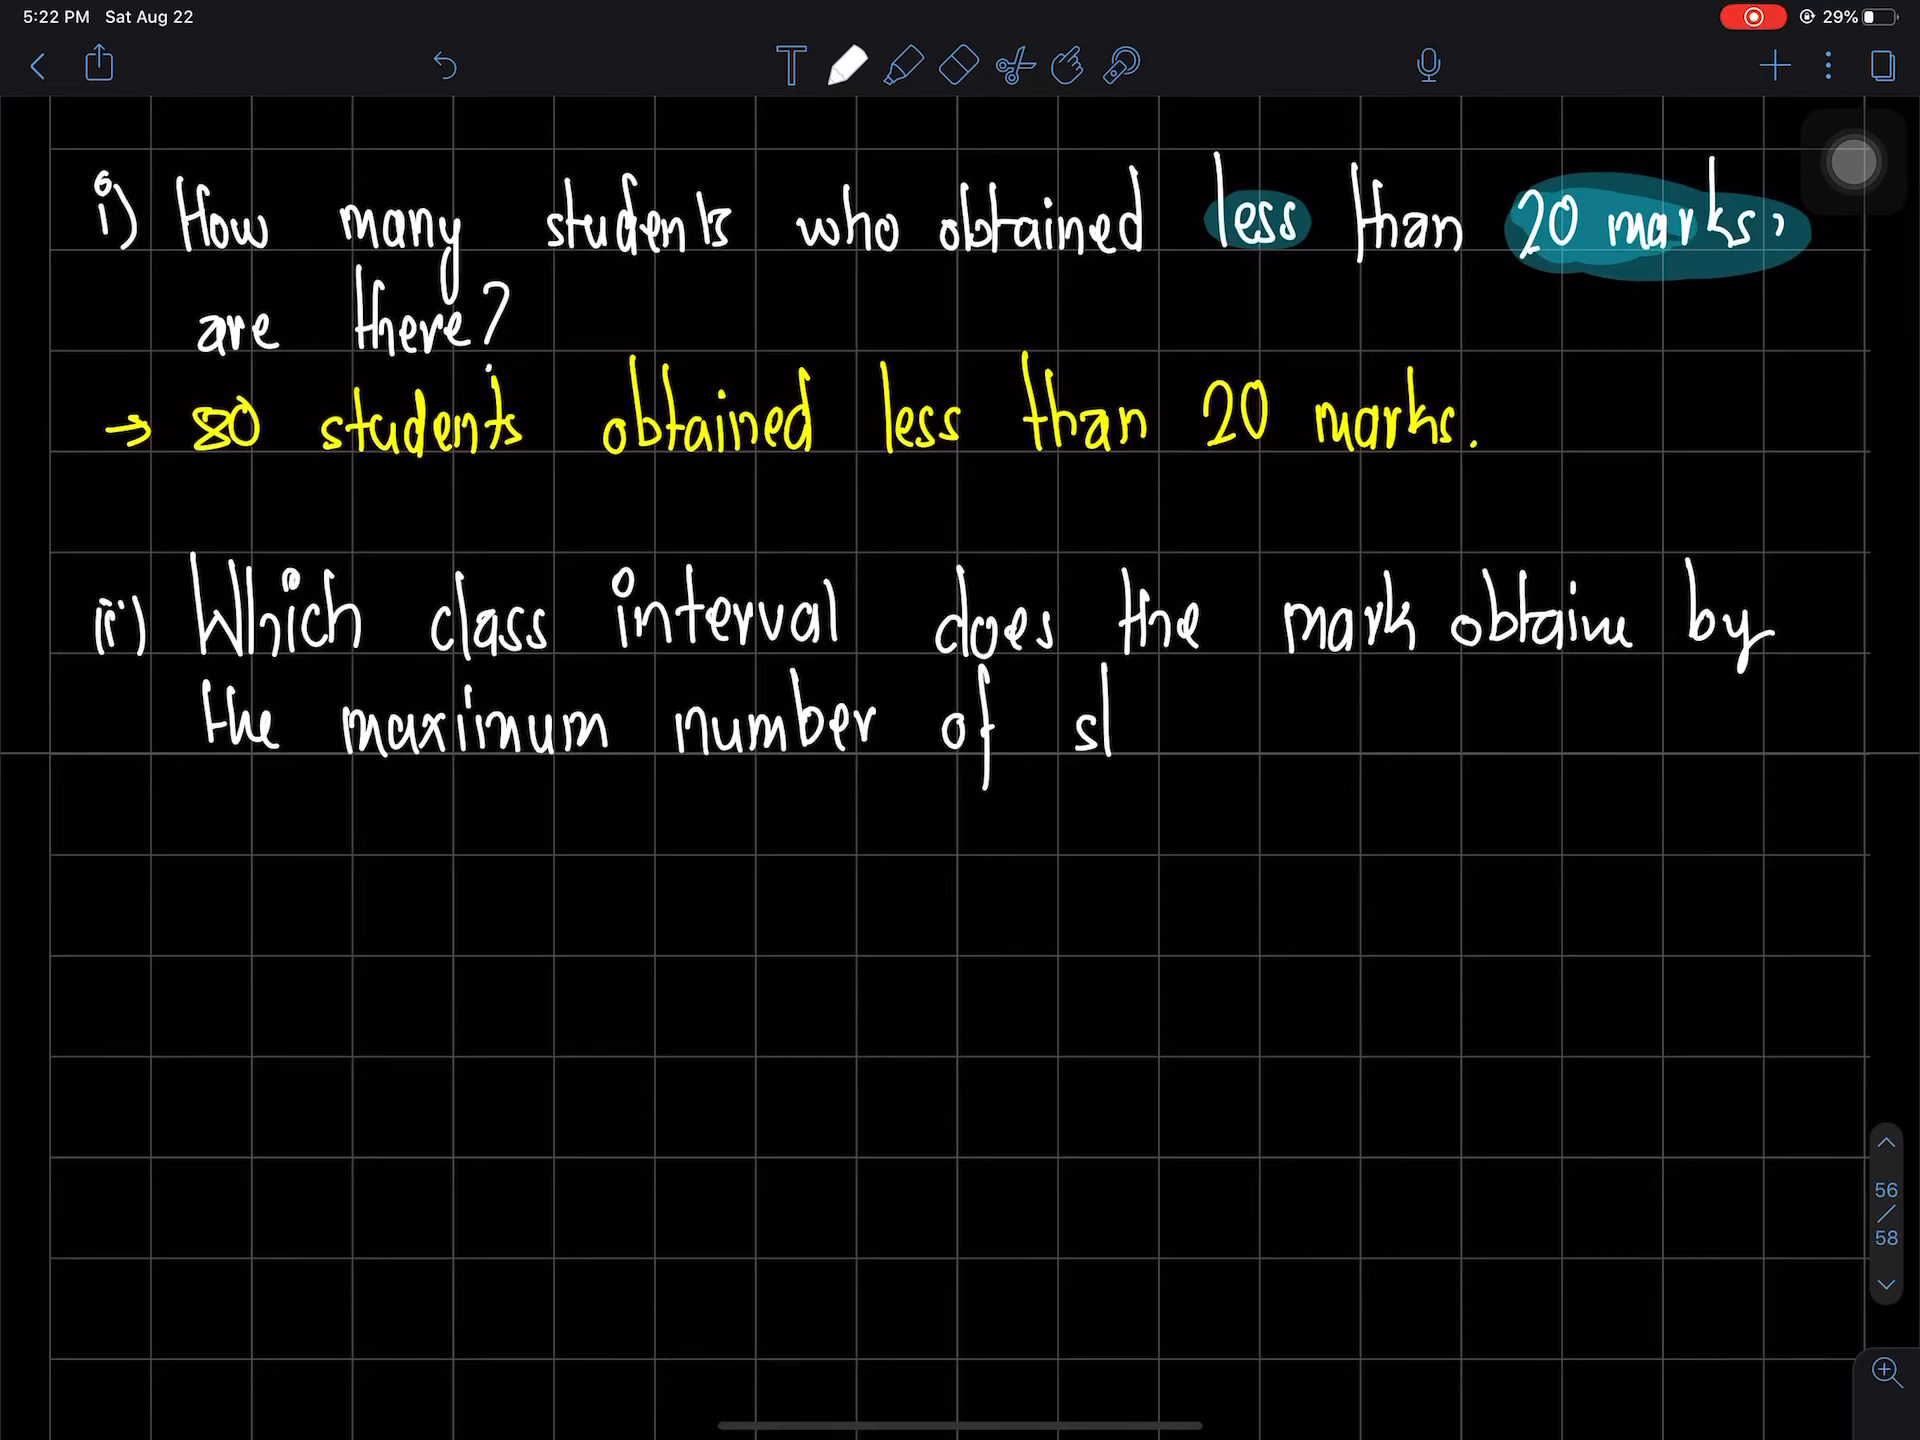 5:22 PM Sat Aug 22
29%
i) How many students who obtained less than 20 marks,
are there?
→ 80 students obtained less than 20 marks.
ii) Which class interval does the mark obtaine by
the maximum number of st
56
/
58